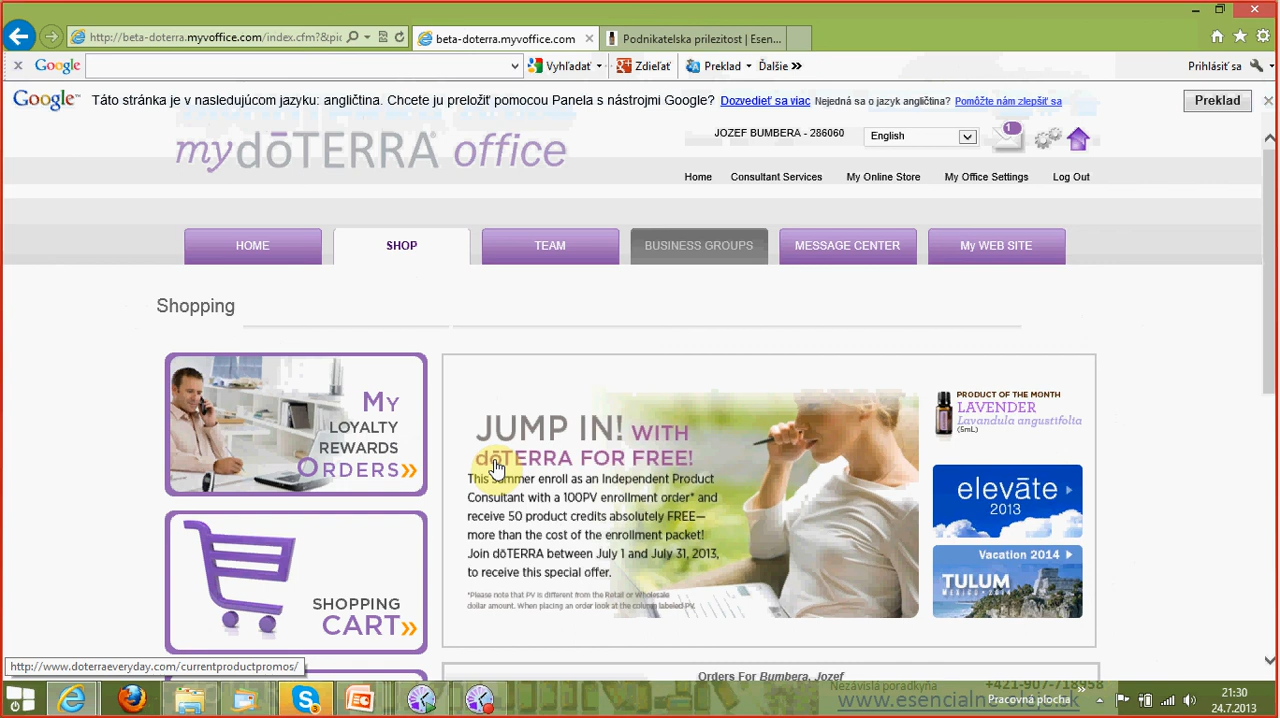 http://beta-doterra.myvoffice.com/index.cfm?&pic
beta-doterra.myvoffice.com
Podnikatelska prilezitost | Esen...
Google
Vyhľadať
Zdieľať
Preklad
Ďalšie »
Prihlásiť sa
Google™ Táto stránka je v nasledujúcom jazyku: angličtina. Chcete ju preložiť pomocou Panela s nástrojmi Google? Dozvedieť sa viac Nejedná sa o jazyk angličtina? Pomôžte nám zlepšiť sa
Preklad
my dōTERRA® office
JOZEF BUMBERA - 286060
English
1
Home
Consultant Services
My Online Store
My Office Settings
Log Out
HOME
SHOP
TEAM
BUSINESS GROUPS
MESSAGE CENTER
My WEB SITE
Shopping
MY
LOYALTY
REWARDS
ORDERS»
SHOPPING
CART»
JUMP IN! WITH
dōTERRA FOR FREE!
This summer enroll as an Independent Product
Consultant with a 100PV enrollment order* and
receive 50 product credits absolutely FREE—
more than the cost of the enrollment packet!
Join dōTERRA between July 1 and July 31, 2013,
to receive this special offer.
*Please note that PV is different from the Retail or Wholesale
dollar amount. When placing an order look at the column labeled PV.
PRODUCT OF THE MONTH
LAVENDER
Lavandula angustifolia
(5mL)
elevāte
2013
Vacation 2014
TULUM
MEXICO • 2014
Orders For Bumbera, Jozef
http://www.doterraeveryday.com/currentproductpromos/
Nezávislá poradkyňa
+421-907-718958
Pracovná plocha »
21:30
24.7.2013